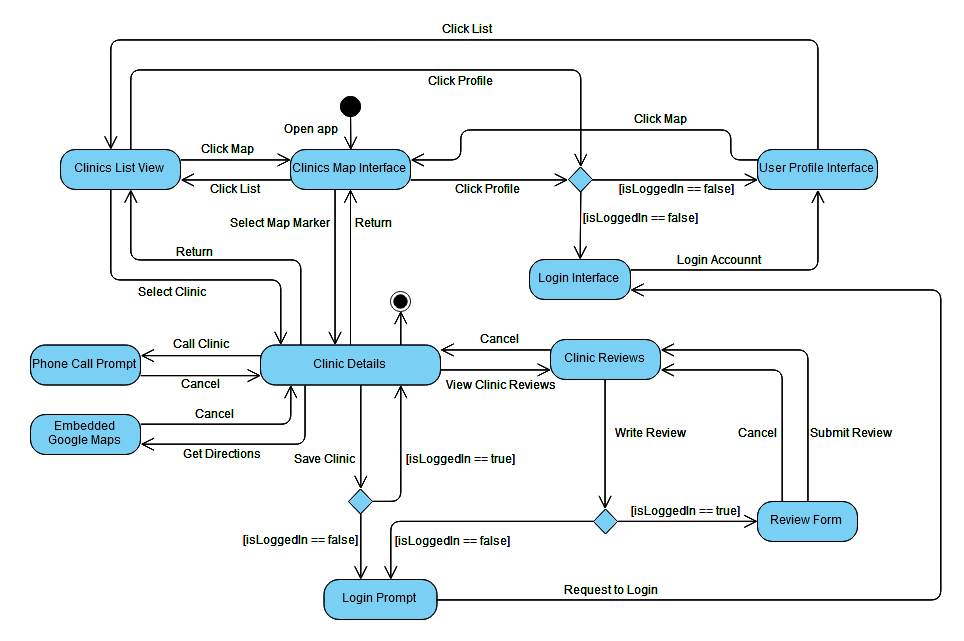 Click List
Click Profile
Open app
Click Map
Click Map
Clinics List View
Clinics Map Interface
User Profile Interface
Click List
Click Profile
[isLoggedIn == false]
Select Map Marker
Return
[isLoggedIn == false]
Return
Login Accounnt
Login Interface
Select Clinic
Call Clinic
Cancel
Phone Call Prompt
Clinic Details
Clinic Reviews
Cancel
View Clinic Reviews
Cancel
Embedded
Google Maps
Get Directions
Save Clinic
[isLoggedIn == true]
Write Review
Cancel
Submit Review
[isLoggedIn == true]
Review Form
[isLoggedIn == false]
[isLoggedIn == false]
Login Prompt
Request to Login